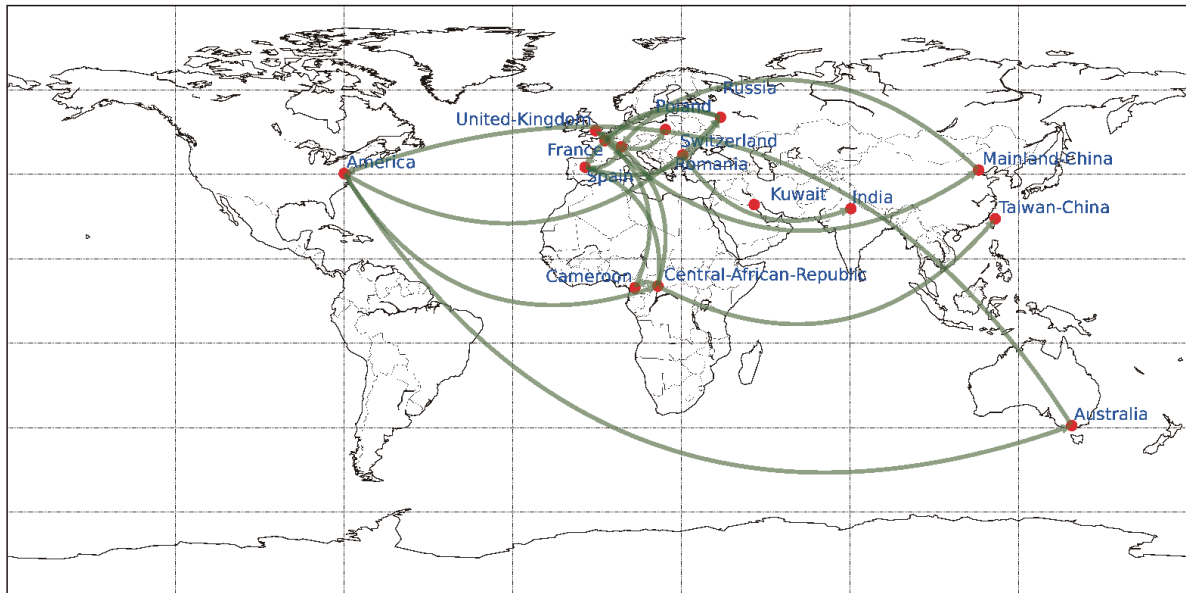 Russia
Poland
United-Kingdom
Switzerland
France
America
Romania
Mainland-China
Spain
Kuwait
India
Taiwan-China
Cameroon
Central-African-Republic
Australia